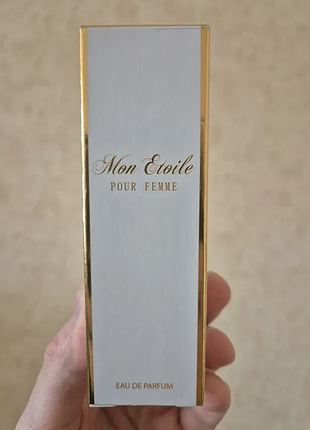 Mon Etoile
POUR FEMME
EAU DE PARFUM